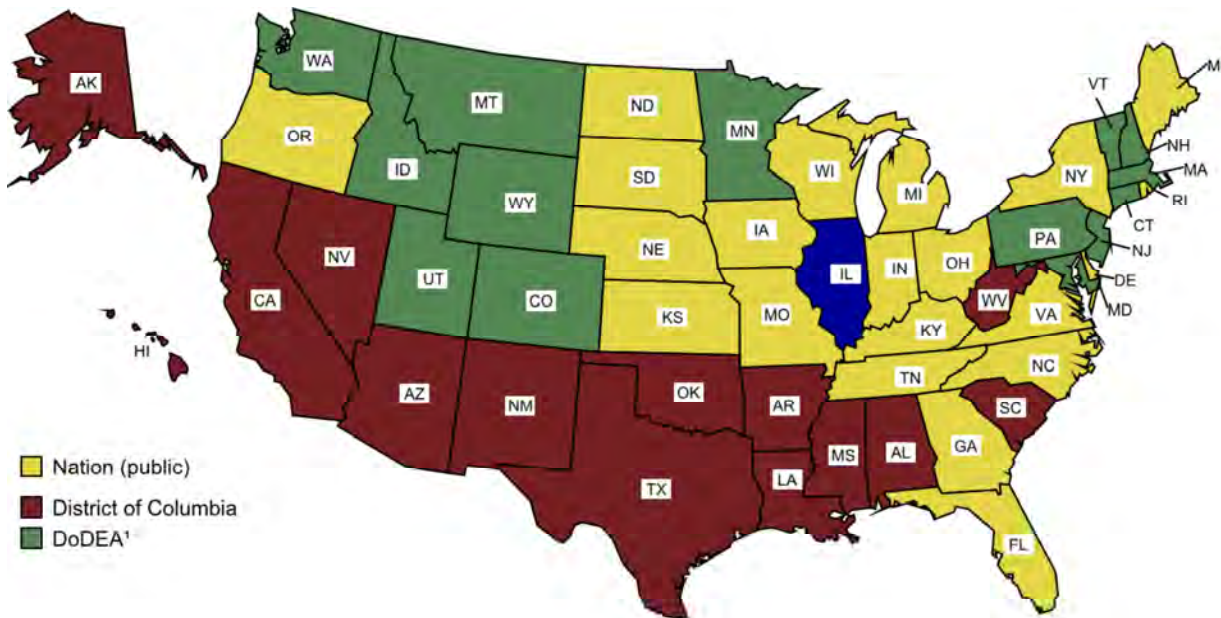 AK
WA
MT
ND
MN
VT
M
OR
ID
WY
SD
WI
MI
NY
NH
MA
RI
CT
NV
UT
CO
NE
IA
IL
IN
OH
PA
NJ
DE
MD
CA
KS
MO
KY
WV
VA
HI
AZ
NM
OK
AR
TN
NC
SC
TX
LA
MS
AL
GA
FL
Nation (public)
District of Columbia
DoDEA¹